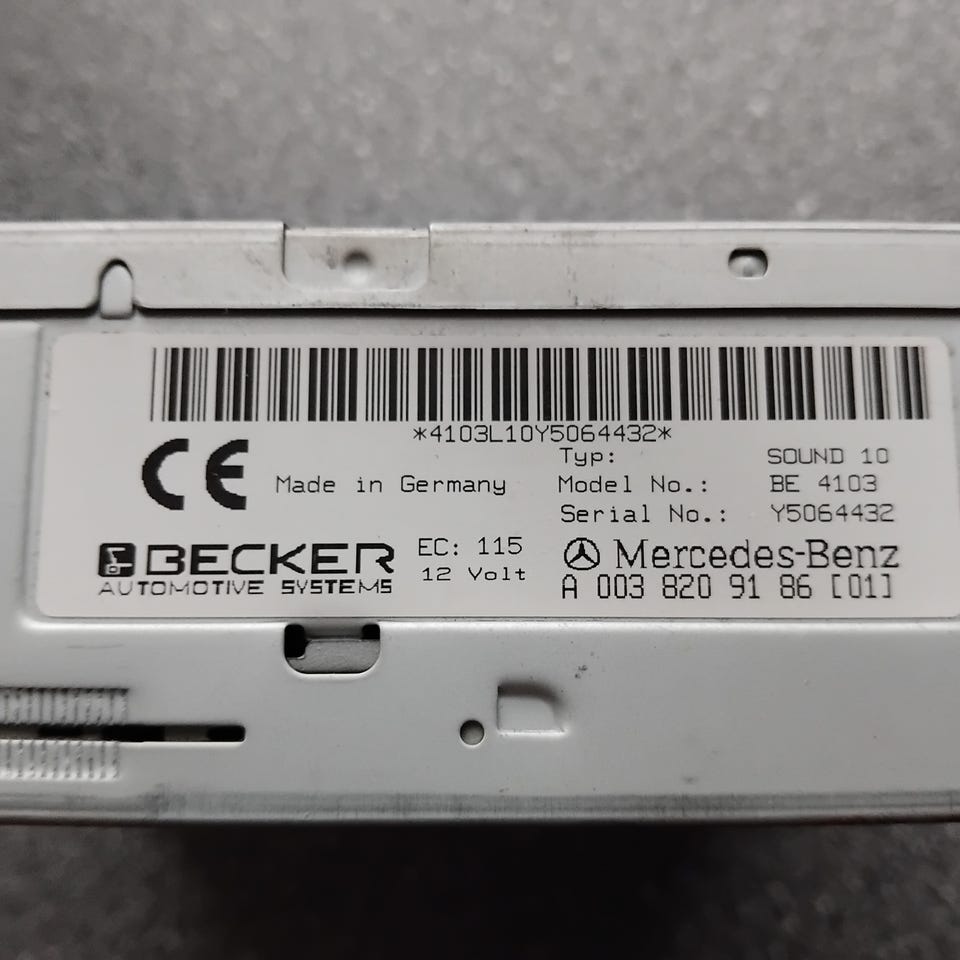 *4103L10Y5064432*
CE
Made in Germany
Typ: SOUND 10
Model No.: BE 4103
Serial No.: Y5064432
BECKER
AUTOMOTIVE SYSTEMS
EC: 115
12 Volt
Mercedes-Benz
A 003 820 91 86 [01]